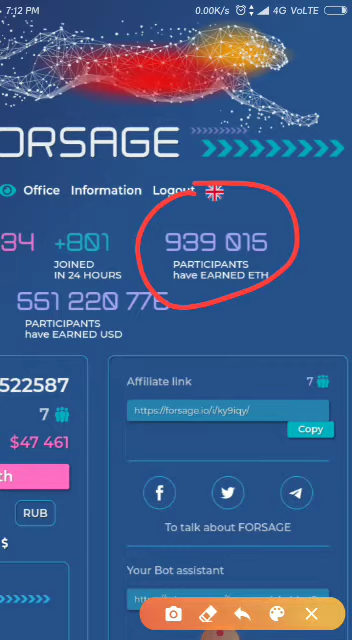 7:12 PM 0.00K/s 4G VoLTE
ORSAGE
Office Information Logout
34 +801 939 015
JOINED
IN 24 HOURS
PARTICIPANTS
have EARNED ETH
551 220 776
PARTICIPANTS
have EARNED USD
522587
7
$47 461
th
RUB
$
Affiliate link 7
https://forsage.io/i/ky9iqy/
Copy
To talk about FORSAGE
Your Bot assistant